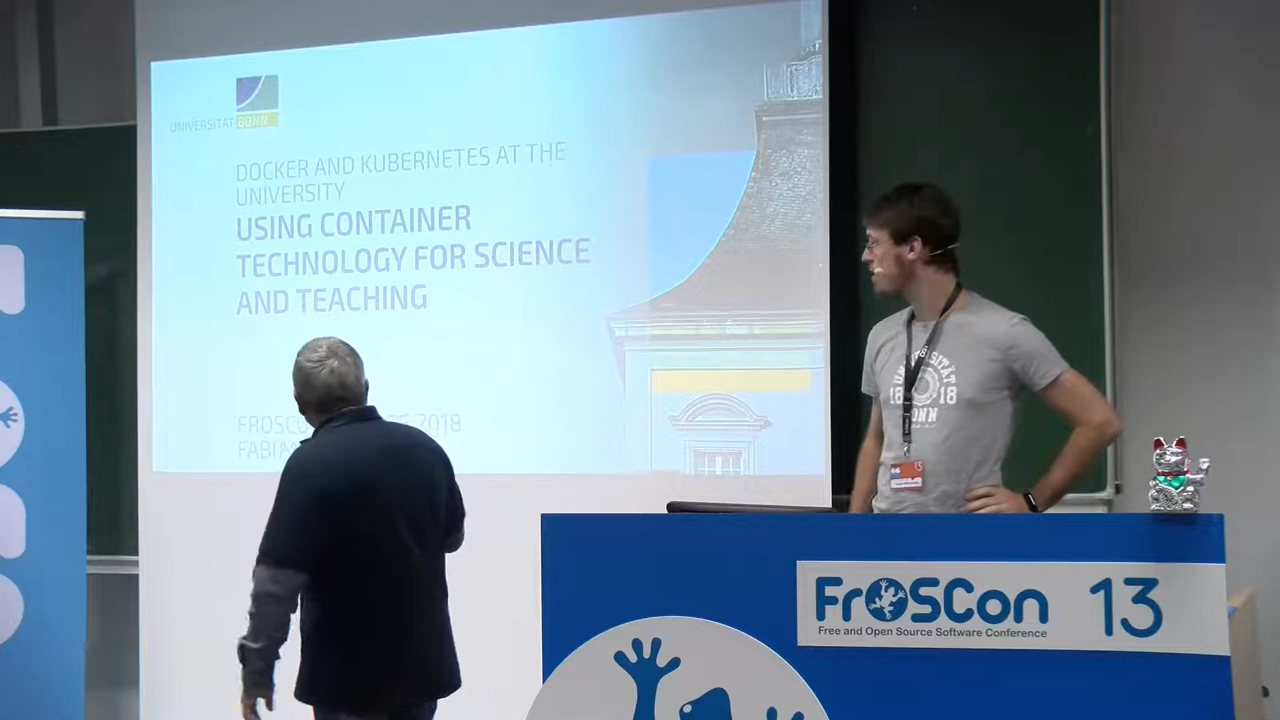 UNIVERSITÄT BONN
DOCKER AND KUBERNETES AT THE
UNIVERSITY
USING CONTAINER
TECHNOLOGY FOR SCIENCE
AND TEACHING
2018
UNIVERSITÄT
18 18
BONN
FrOSCon 13
Free and Open Source Software Conference